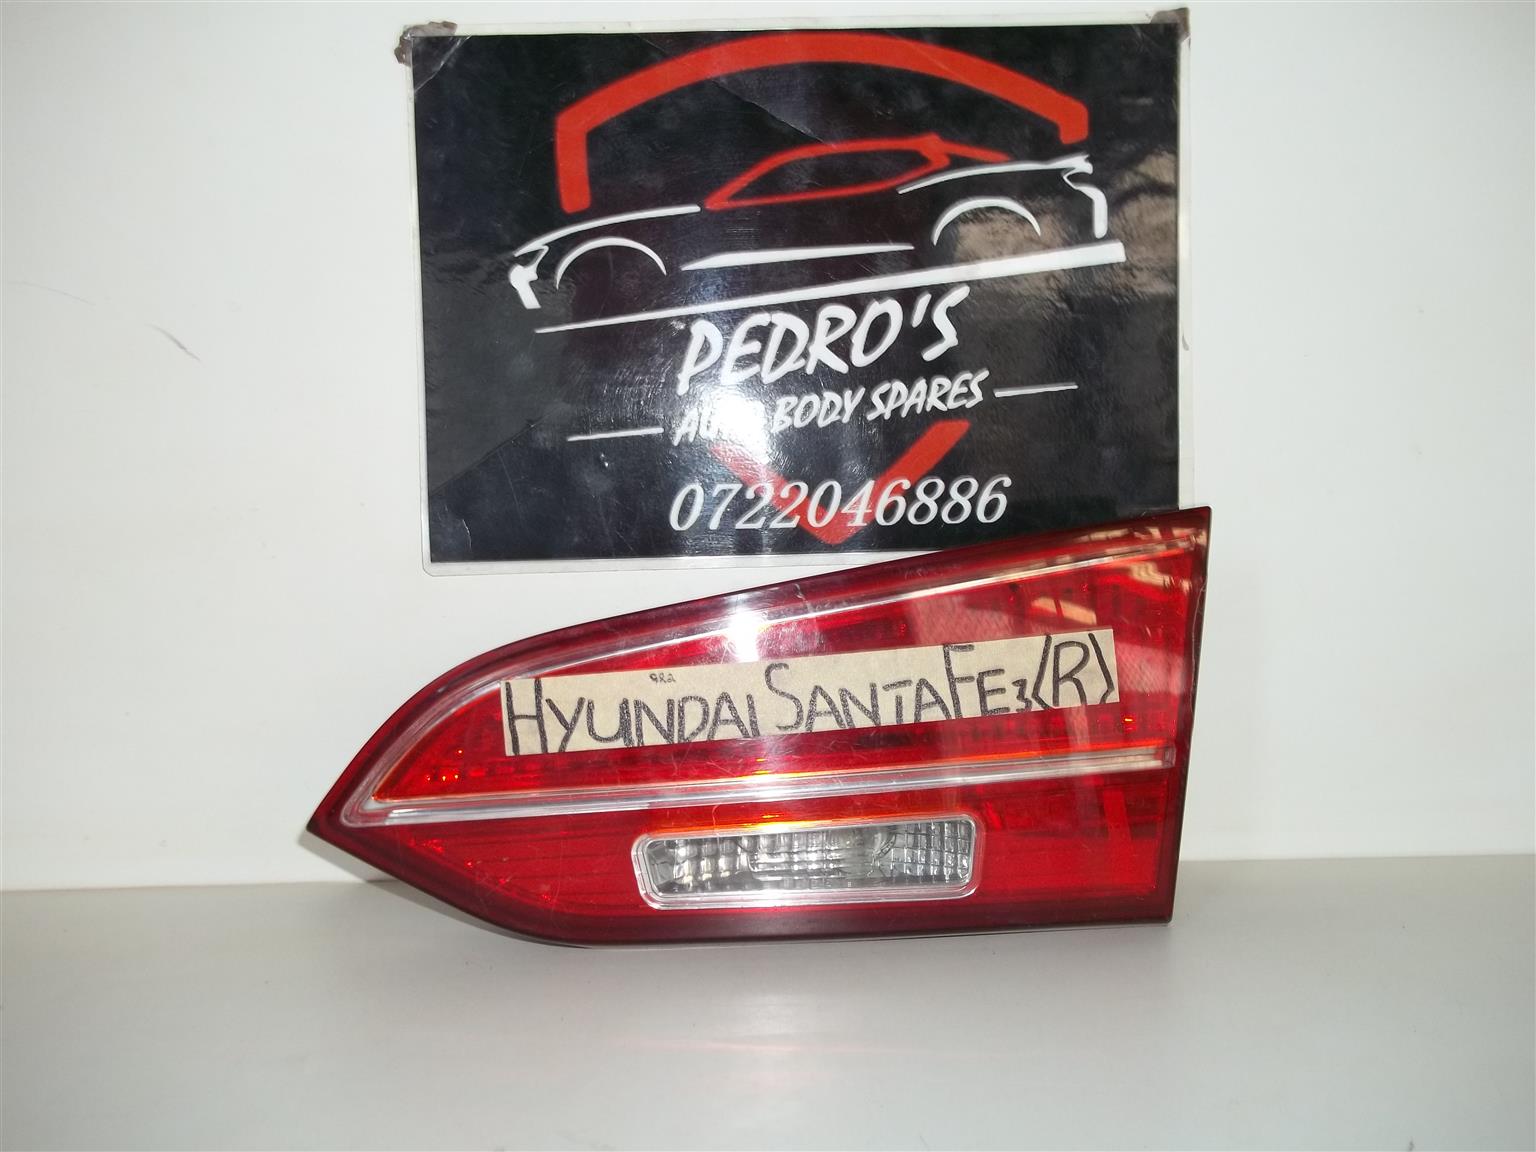 PEDRO'S
AUTO BODY SPARES
0722046886
HYUNDAI SANTAFE3 (R)